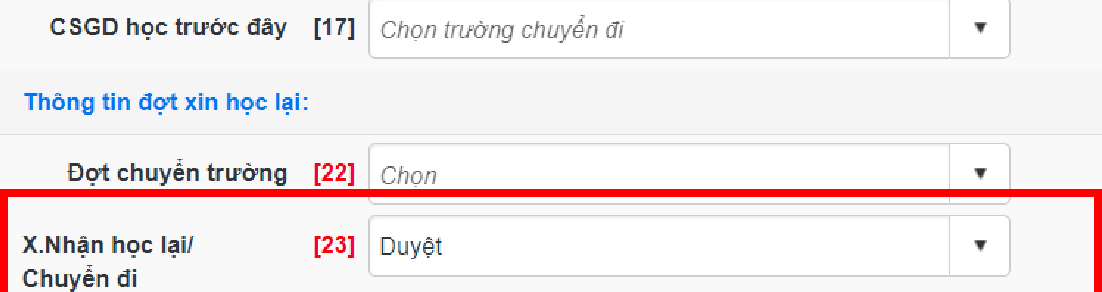 CSGD học trước đây [17] Chọn trường chuyển đi
Thông tin đợt xin học lại:
Đợt chuyển trường [22] Chọn
X.Nhận học lại/ [23] Duyệt
Chuyển đi